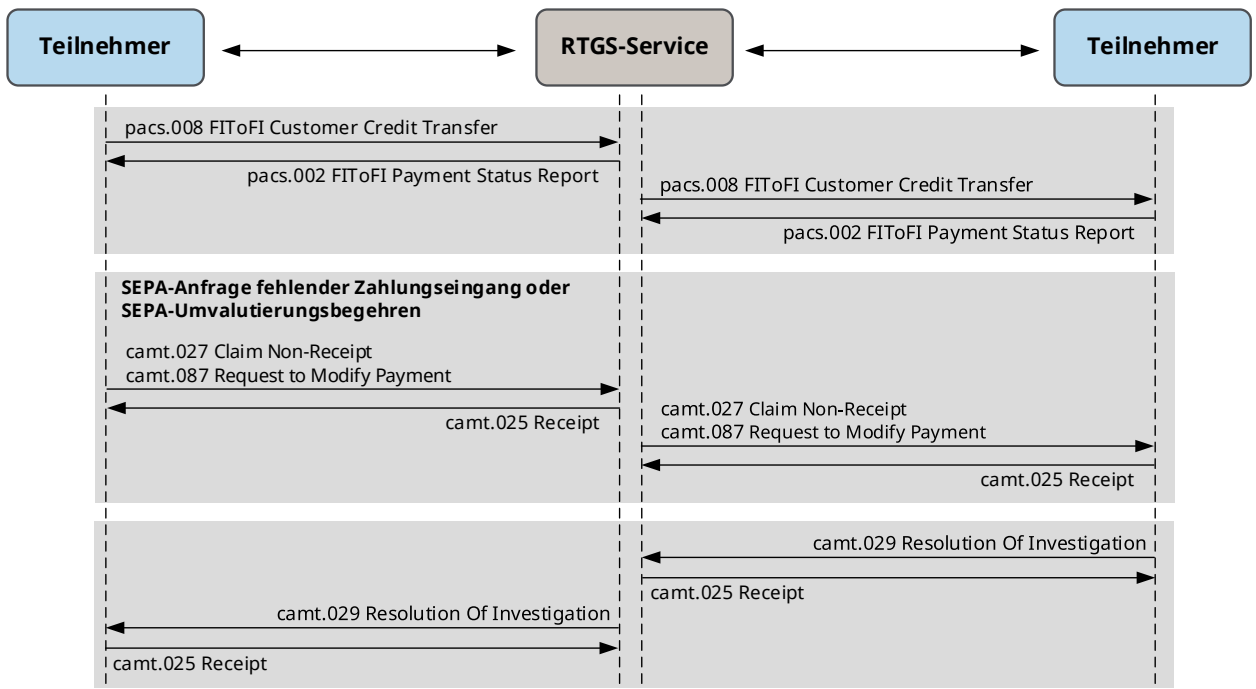 Teilnehmer
RTGS-Service
Teilnehmer
pacs.008 FIToFI Customer Credit Transfer
pacs.002 FIToFI Payment Status Report
pacs.008 FIToFI Customer Credit Transfer
pacs.002 FIToFI Payment Status Report
SEPA-Anfrage fehlender Zahlungseingang oder
SEPA-Umvalutierungsbegehren
camt.027 Claim Non-Receipt
camt.087 Request to Modify Payment
camt.025 Receipt
camt.027 Claim Non-Receipt
camt.087 Request to Modify Payment
camt.025 Receipt
camt.029 Resolution Of Investigation
camt.025 Receipt
camt.029 Resolution Of Investigation
camt.025 Receipt